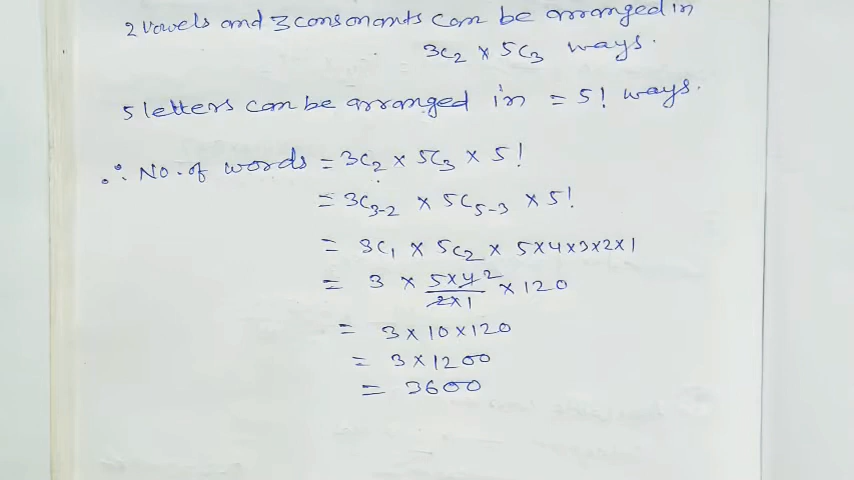 2 vowels and 3 consonants can be arranged in
3C₂ × 5C₃ ways.
5 letters can be arranged in = 5! ways.
∴ No. of words = 3C₂ × 5C₃ × 5!
= 3C₃₋₂ × 5C₅₋₃ × 5!
= 3C₁ × 5C₂ × 5×4×3×2×1
= 3 × 5×4 2 / 2×1 × 120
= 3 × 10 × 120
= 3 × 1200
= 3600